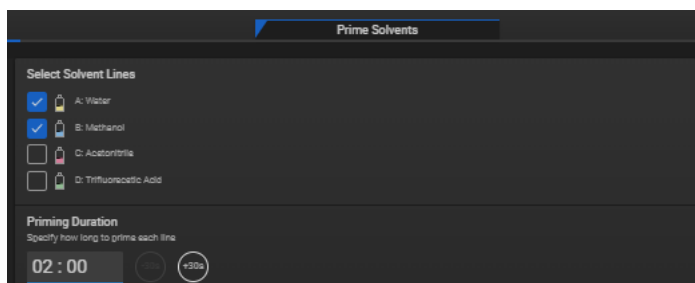 Prime Solvents
Select Solvent Lines
A: Water
B: Methanol
C: Acetonitrile
D: Trifluoroacetic Acid
Priming Duration
Specify how long to prime each line
02 : 00
-30s
+30s